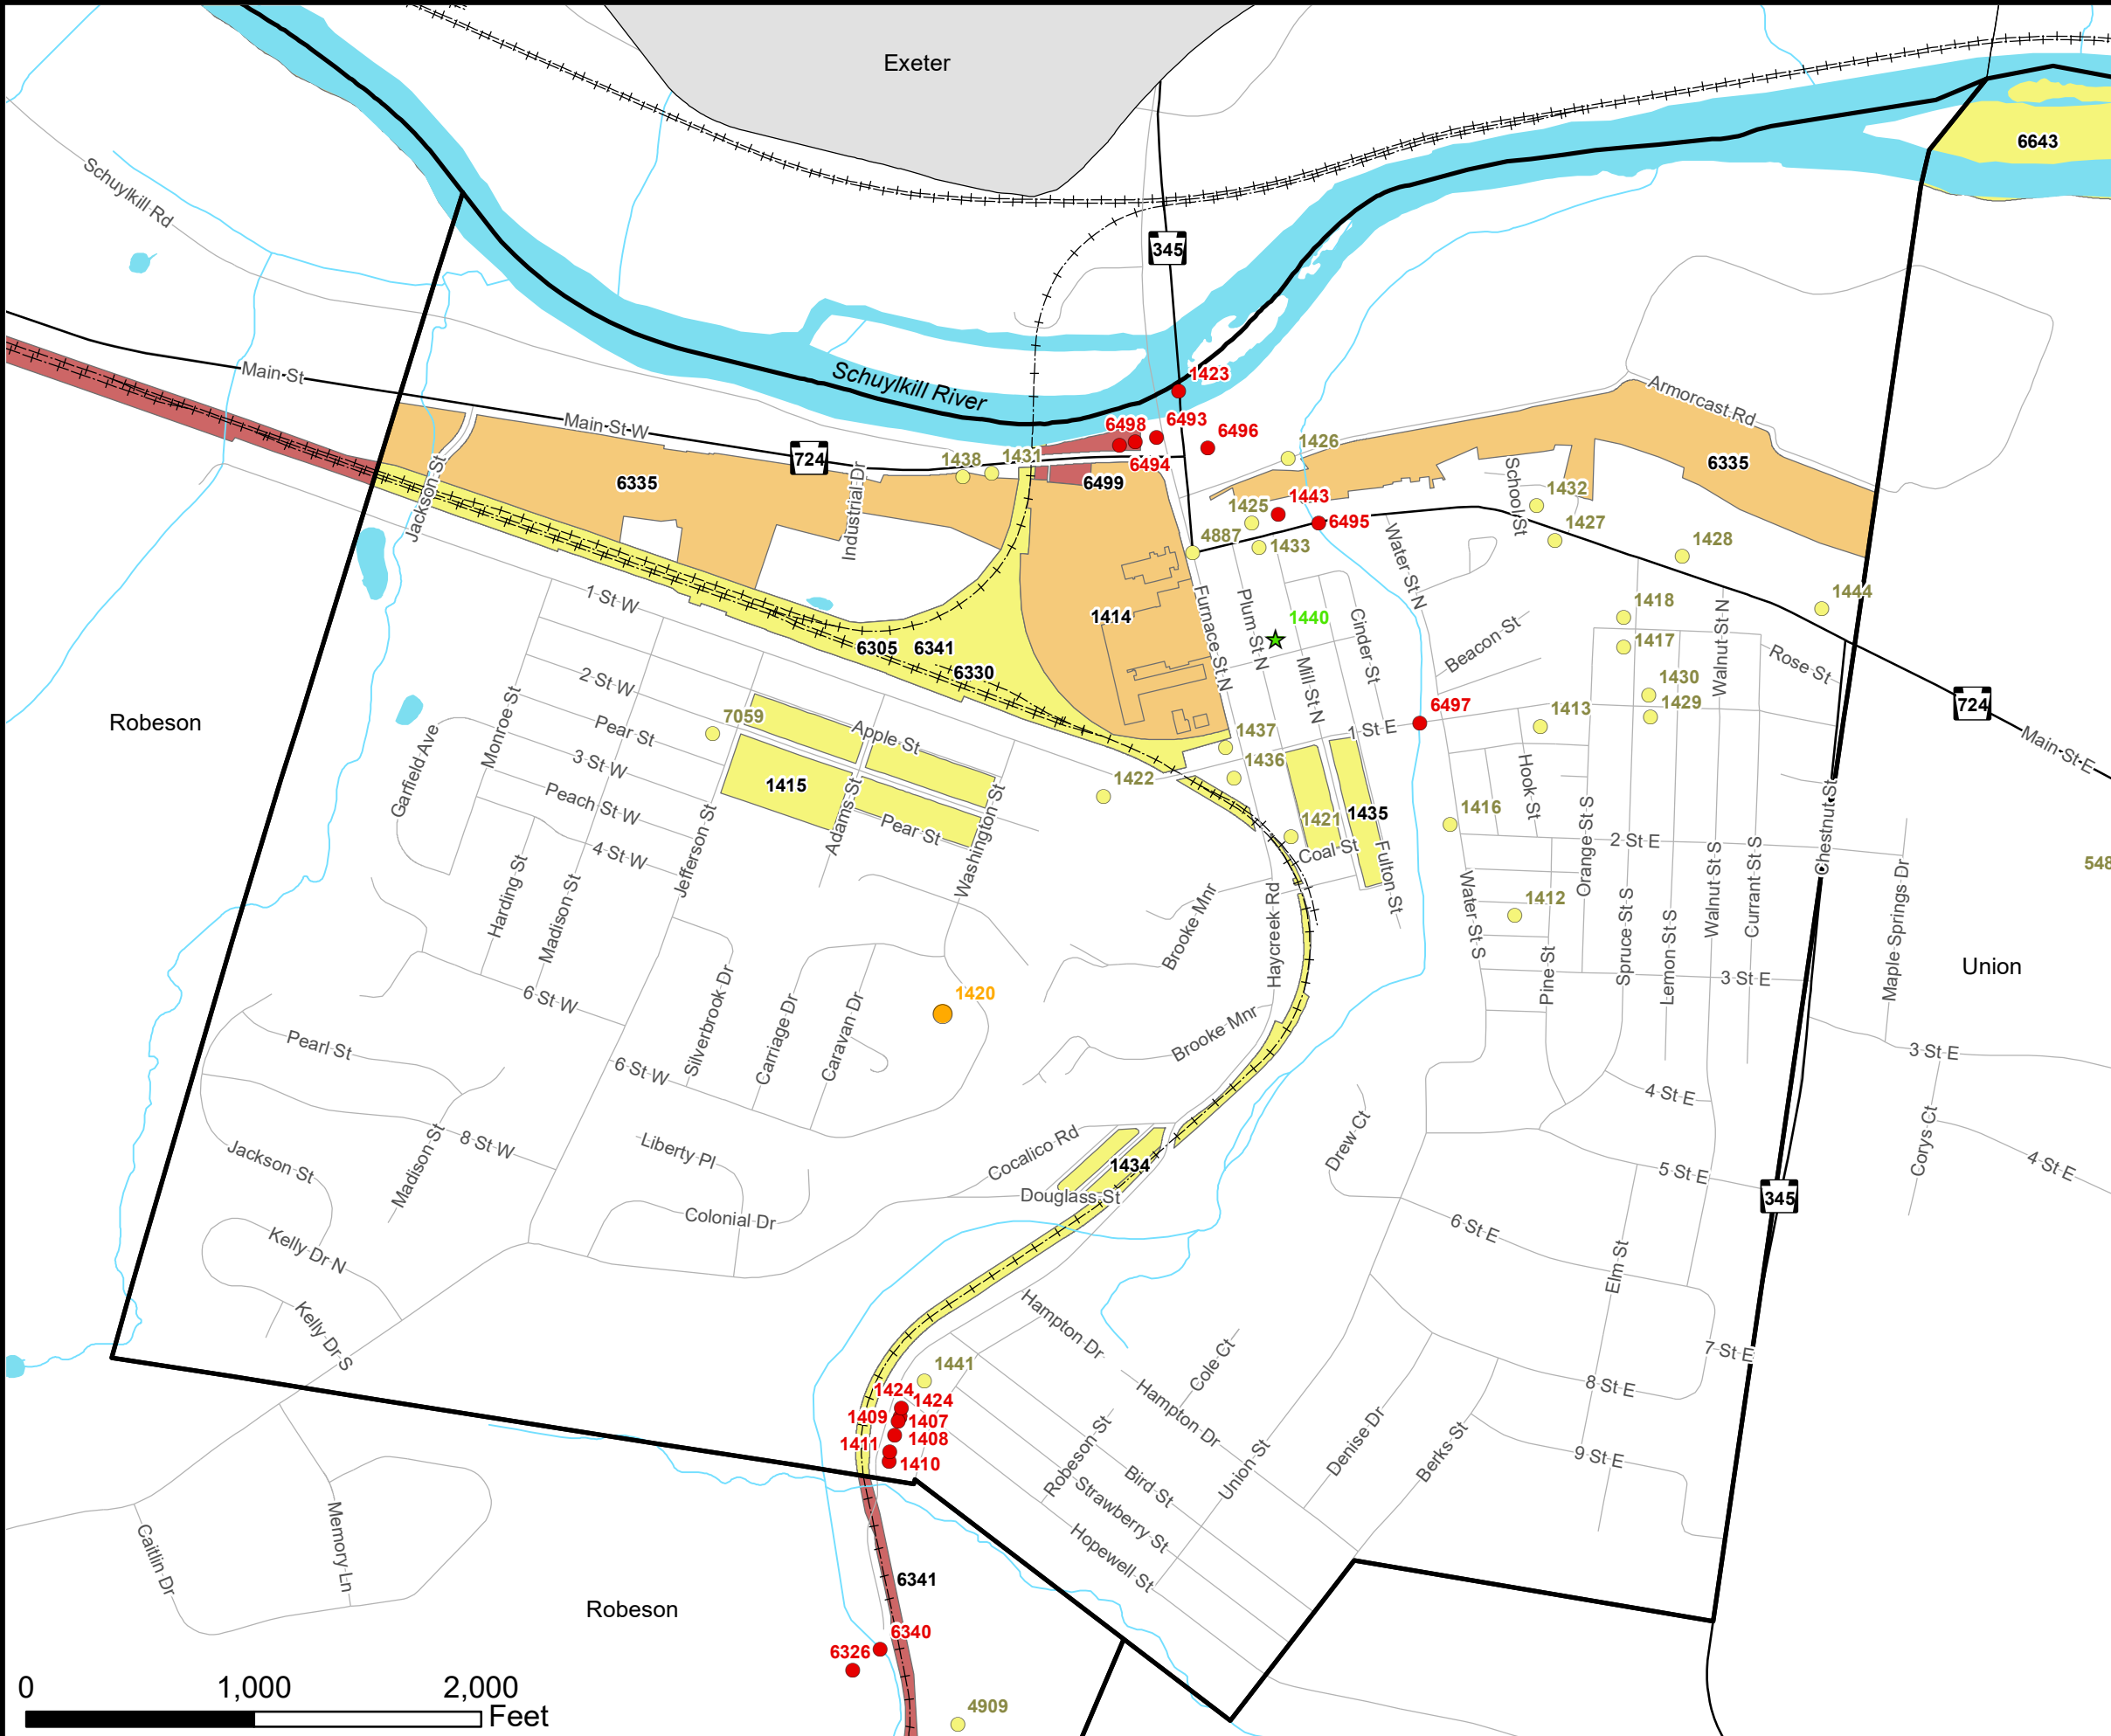 Exeter
6643
Schuylkill Rd
345
Schuylkill River
1423
Main St
Main St W
724
6498
6493
6496
6494
1438
1431
6499
1426
Armorcast Rd
6335
6335
Jackson St
Industrial Dr
1425
1443
6495
4887
1433
School St
1432
1427
1428
1444
Water St N
1 St W
1414
Furnace St N
Plum St N
1440
Mill St N
Cinder St
Beacon St
1418
1417
Walnut St N
Rose St
6305
6341
6330
1430
1429
724
Main St E
Robeson
2 St W
Pear St
7059
Apple St
Monroe St
Garfield Ave
3 St W
Peach St W
4 St W
1415
Adams St
Pear St
Washington St
Jefferson St
1437
1436
1422
1 St E
6497
1413
1421
1435
Coal St
Fulton St
1416
Hook St
Orange St S
2 St E
Chestnut St
548
Harding St
Madison St
Brooke Mnr
Haycreek Rd
Water St S
1412
Pine St
Spruce St S
Lemon St S
Walnut St S
Currant St S
3 St E
Maple Springs Dr
Union
6 St W
1420
Silverbrook Dr
Carriage Dr
Caravan Dr
Brooke Mnr
Pearl St
6 St W
3 St E
4 St E
Corys Ct
4 St E
8 St W
Jackson St
Madison St
Liberty Pl
Colonial Dr
Cocalico Rd
1434
Douglass St
Drew Ct
5 St E
345
6 St E
Elm St
Kelly Dr N
Kelly Dr S
Hampton Dr
Cole Ct
7 St E
1441
8 St E
1424
1424
1409
1407
1408
1411
1410
Hampton Dr
Robeson St
Bird St
Union St
Denise Dr
Berks St
9 St E
Strawberry St
Hopewell St
Caitlin Dr
Memory Ln
6341
Robeson
6340
6326
4909
0
1,000
2,000
Feet